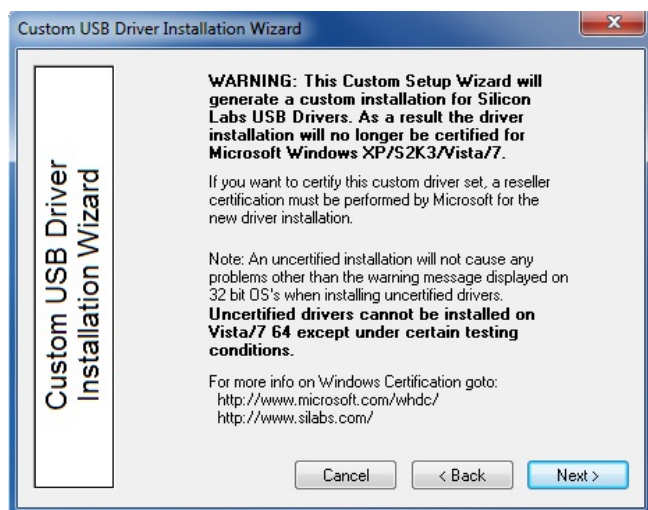 Custom USB Driver Installation Wizard
Custom USB Driver
Installation Wizard
WARNING: This Custom Setup Wizard will
generate a custom installation for Silicon
Labs USB Drivers. As a result the driver
installation will no longer be certified for
Microsoft Windows XP/S2K3/Vista/7.
If you want to certify this custom driver set, a reseller
certification must be performed by Microsoft for the
new driver installation.
Note: An uncertified installation will not cause any
problems other than the warning message displayed on
32 bit OS's when installing uncertified drivers.
Uncertified drivers cannot be installed on
Vista/7 64 except under certain testing
conditions.
For more info on Windows Certification goto:
http://www.microsoft.com/whdc/
http://www.silabs.com/
Cancel
< Back
Next >